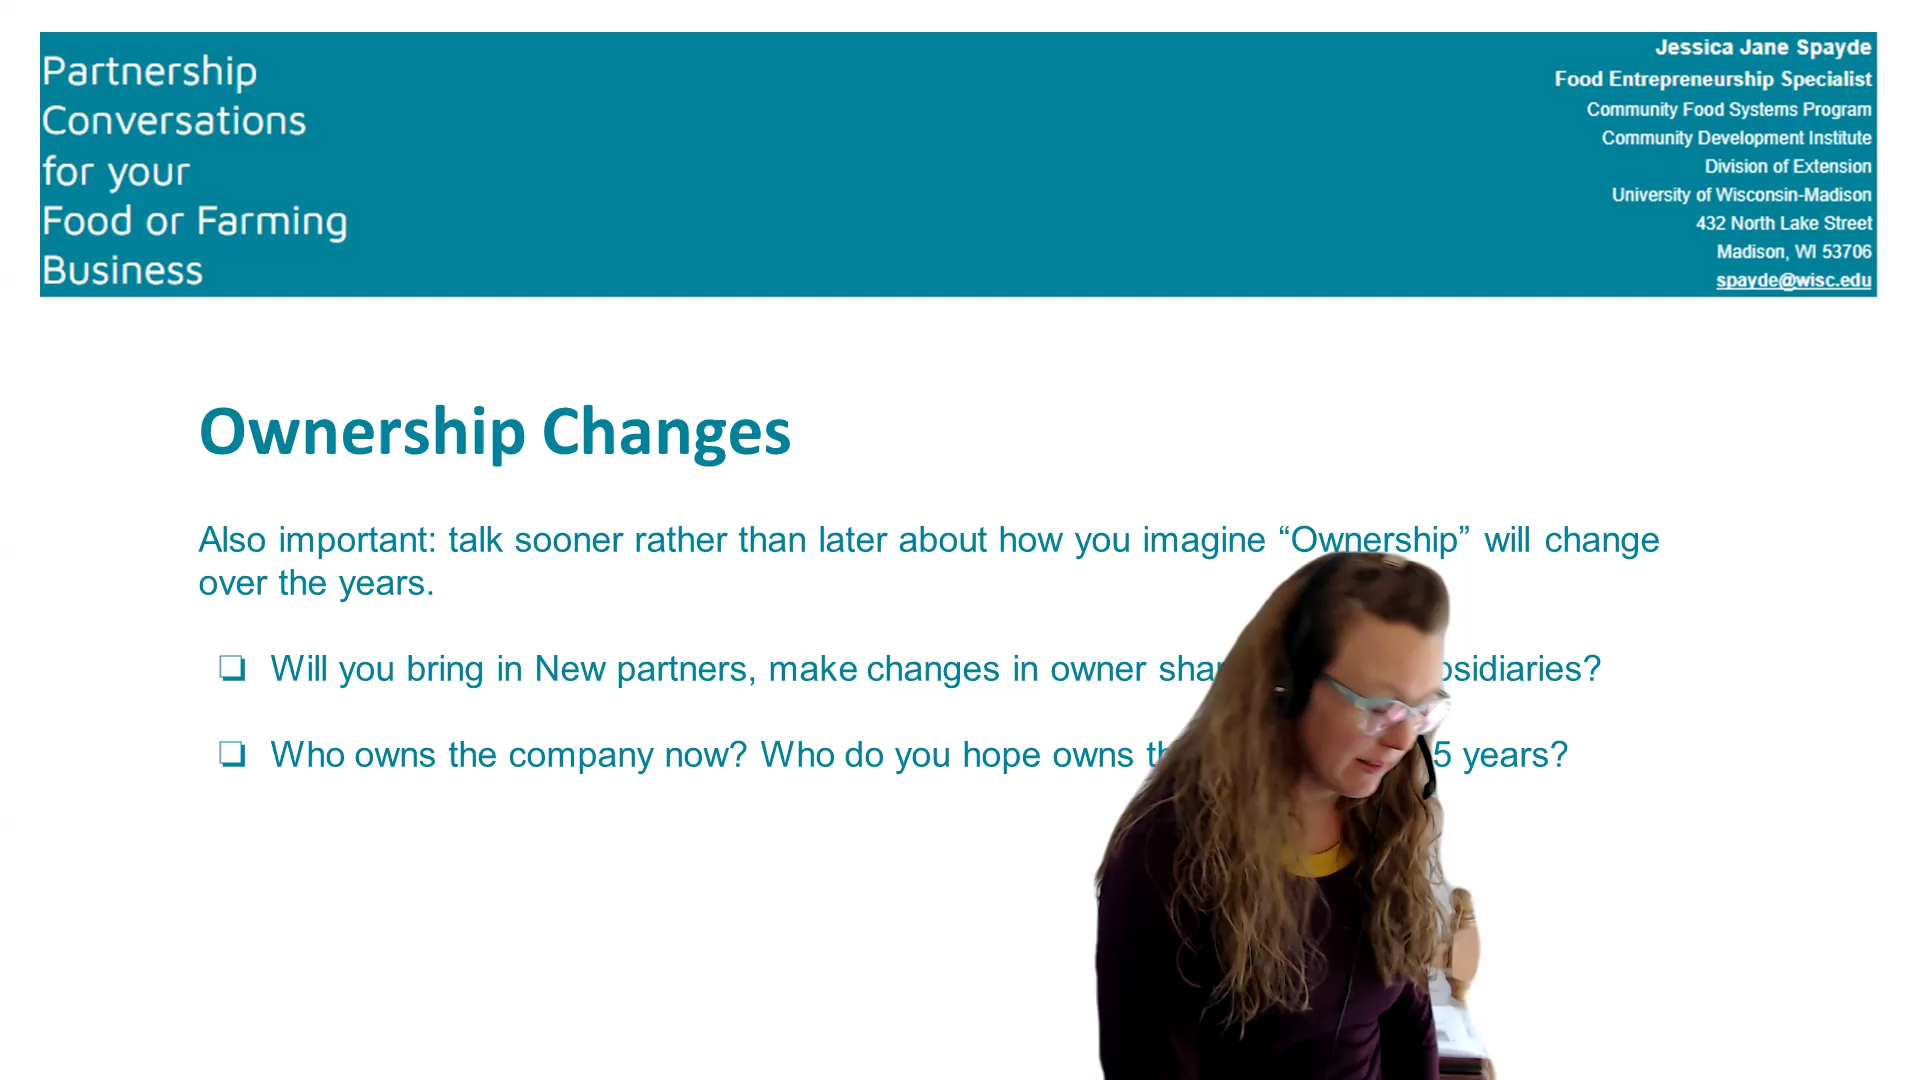 Partnership
Conversations
for your
Food or Farming
Business
Jessica Jane Spayde
Food Entrepreneurship Specialist
Community Food Systems Program
Community Development Institute
Division of Extension
University of Wisconsin-Madison
432 North Lake Street
Madison, WI 53706
spayde@wisc.edu
Ownership Changes
Also important: talk sooner rather than later about how you imagine “Ownership” will change
over the years.
❏ Will you bring in New partners, make changes in owner
❏ Who owns the company now? Who do you hope owns 5 years?